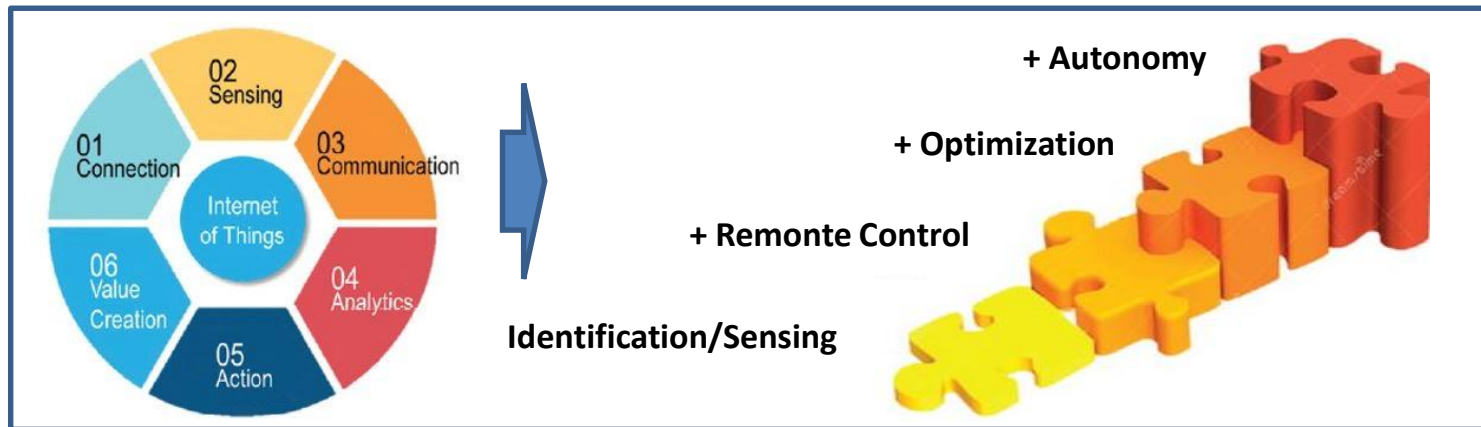 01
Connection
02
Sensing
03
Communication
04
Analytics
05
Action
06
Value
Creation
Internet
of Things
+ Autonomy
+ Optimization
+ Remonte Control
Identification/Sensing
dreamstime